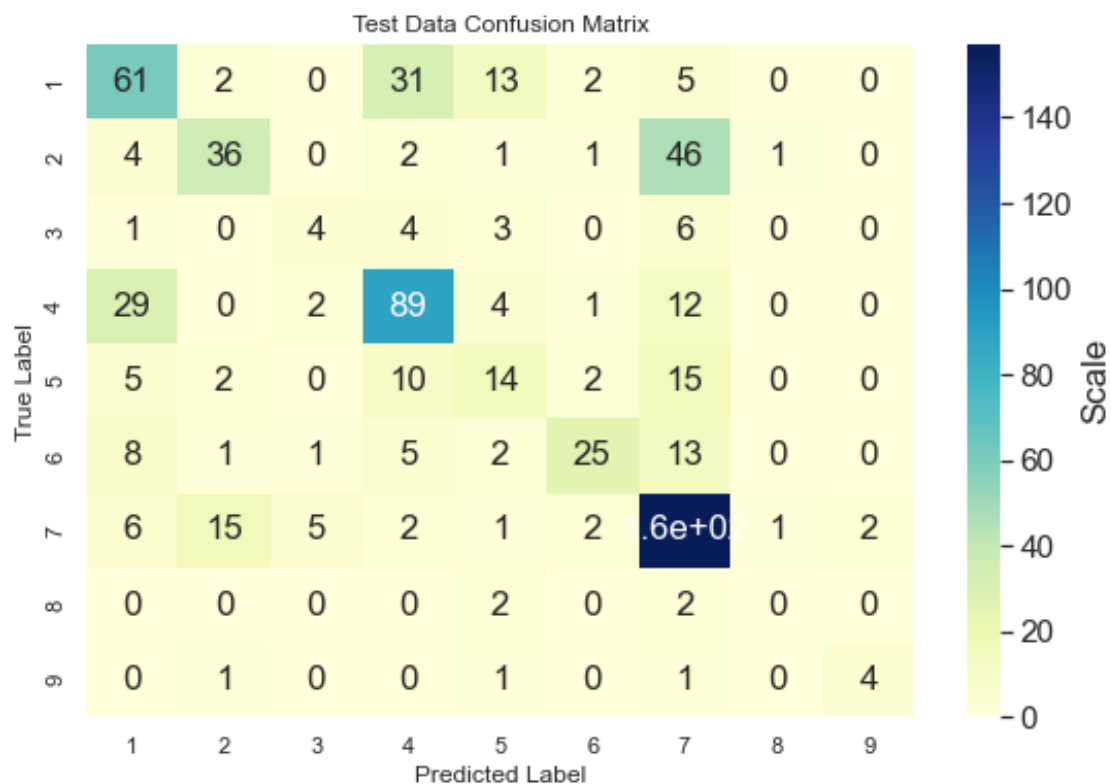 Test Data Confusion Matrix
1 61 2 0 31 13 2 5 0 0
2 4 36 0 2 1 1 46 1 0
3 1 0 4 4 3 0 6 0 0
4 29 0 2 89 4 1 12 0 0
5 5 2 0 10 14 2 15 0 0
6 8 1 1 5 2 25 13 0 0
7 6 15 5 2 1 2 1.6e+02 1 2
8 0 0 0 0 2 0 2 0 0
9 0 1 0 0 1 0 1 0 4
1 2 3 4 5 6 7 8 9
Predicted Label
True Label
140
120
100
80
60
40
20
0
Scale